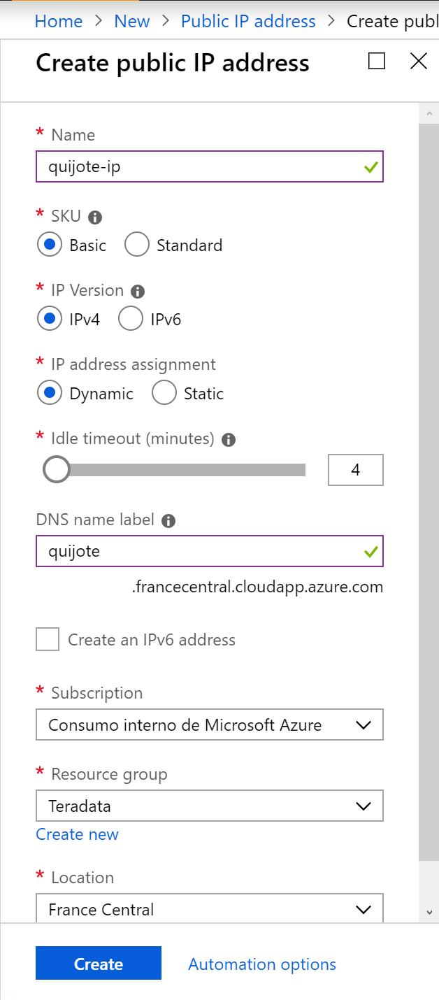 Home > New > Public IP address > Create publ
Create public IP address
* Name
quijote-ip
* SKU
Basic Standard
* IP Version
IPv4 IPv6
* IP address assignment
Dynamic Static
* Idle timeout (minutes)
4
DNS name label
quijote
.francecentral.cloudapp.azure.com
Create an IPv6 address
* Subscription
Consumo interno de Microsoft Azure
* Resource group
Teradata
Create new
* Location
France Central
Create Automation options